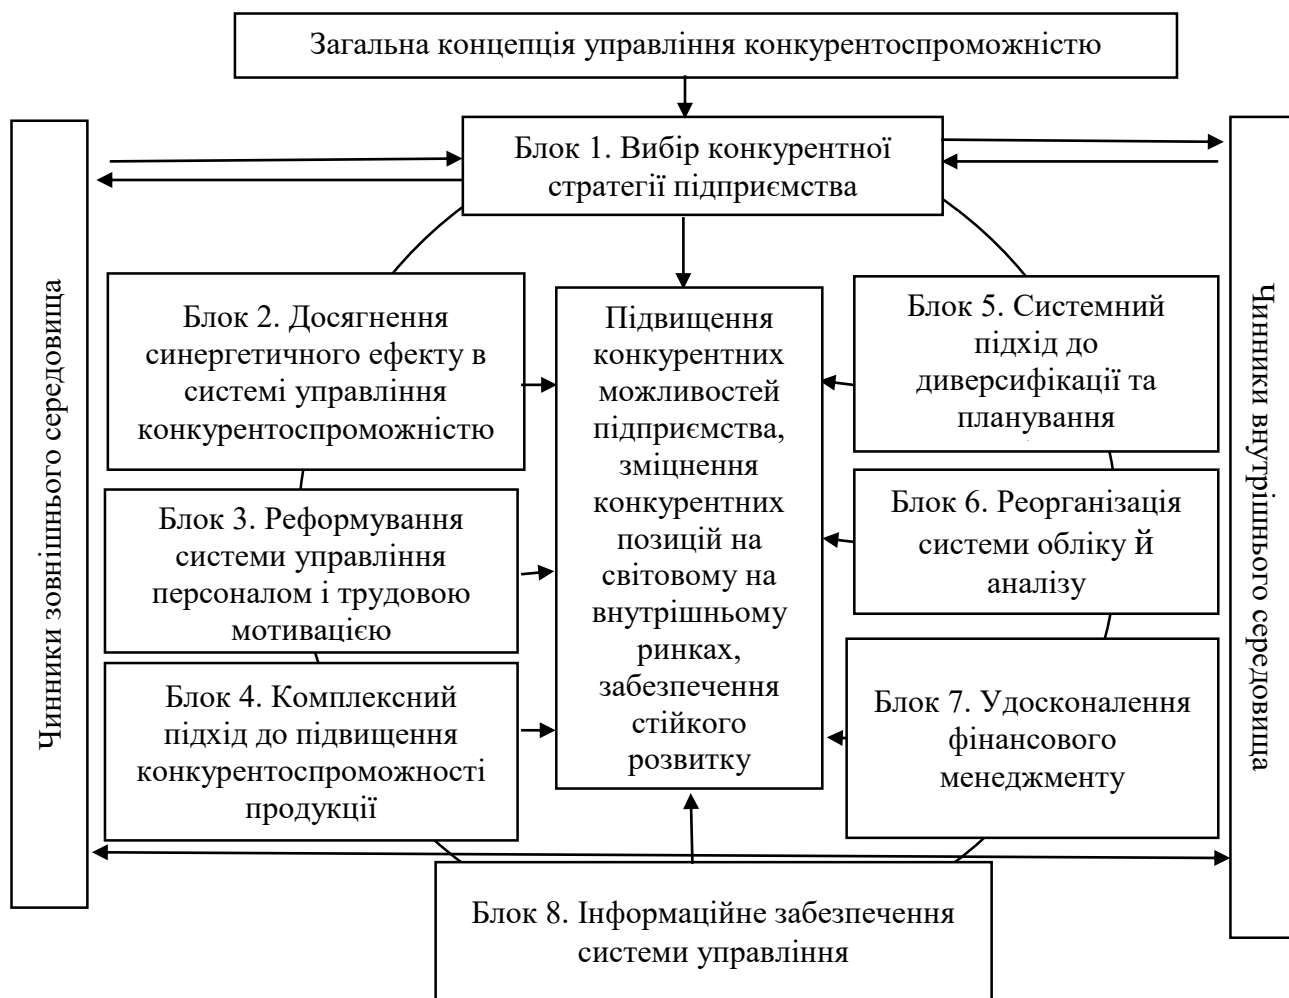 Загальна концепція управління конкурентоспроможністю
Блок 1. Вибір конкурентної
стратегії підприємства
Чинники зовнішнього середовища
Блок 2. Досягнення
синергетичного ефекту в
системі управління
конкурентоспроможністю
Блок 3. Реформування
системи управління
персоналом і трудовою
мотивацією
Блок 4. Комплексний
підхід до підвищення
конкурентоспроможності
продукції
Підвищення
конкурентних
можливостей
підприємства,
зміцнення
конкурентних
позицій на
світовому на
внутрішньому
ринках,
забезпечення
стійкого
розвитку
Блок 5. Системний
підхід до
диверсифікації та
планування
Блок 6. Реорганізація
системи обліку й
аналізу
Блок 7. Удосконалення
фінансового
менеджменту
Чинники внутрішнього середовища
Блок 8. Інформаційне забезпечення
системи управління